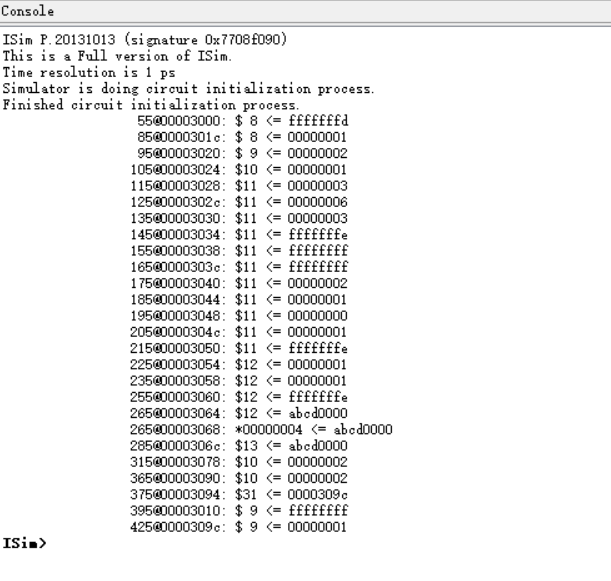 Console
ISim P.20131013 (signature 0x7708f090)
This is a Full version of ISim.
Time resolution is 1 ps
Simulator is doing circuit initialization process.
Finished circuit initialization process.
55@00003000: $ 8 <= fffffffd
85@0000301c: $ 8 <= 00000001
95@00003020: $ 9 <= 00000002
105@00003024: $10 <= 00000001
115@00003028: $11 <= 00000003
125@0000302c: $11 <= 00000006
135@00003030: $11 <= 00000003
145@00003034: $11 <= fffffffe
155@00003038: $11 <= ffffffff
165@0000303c: $11 <= ffffffff
175@00003040: $11 <= 00000002
185@00003044: $11 <= 00000001
195@00003048: $11 <= 00000000
205@0000304c: $11 <= 00000001
215@00003050: $11 <= fffffffe
225@00003054: $12 <= 00000001
235@00003058: $12 <= 00000001
255@00003060: $12 <= fffffffe
265@00003064: $12 <= abcd0000
265@00003068: *00000004 <= abcd0000
285@0000306c: $13 <= abcd0000
315@00003078: $10 <= 00000002
365@00003090: $10 <= 00000002
375@00003094: $31 <= 0000309c
395@00003010: $ 9 <= ffffffff
425@0000309c: $ 9 <= 00000001
ISim>